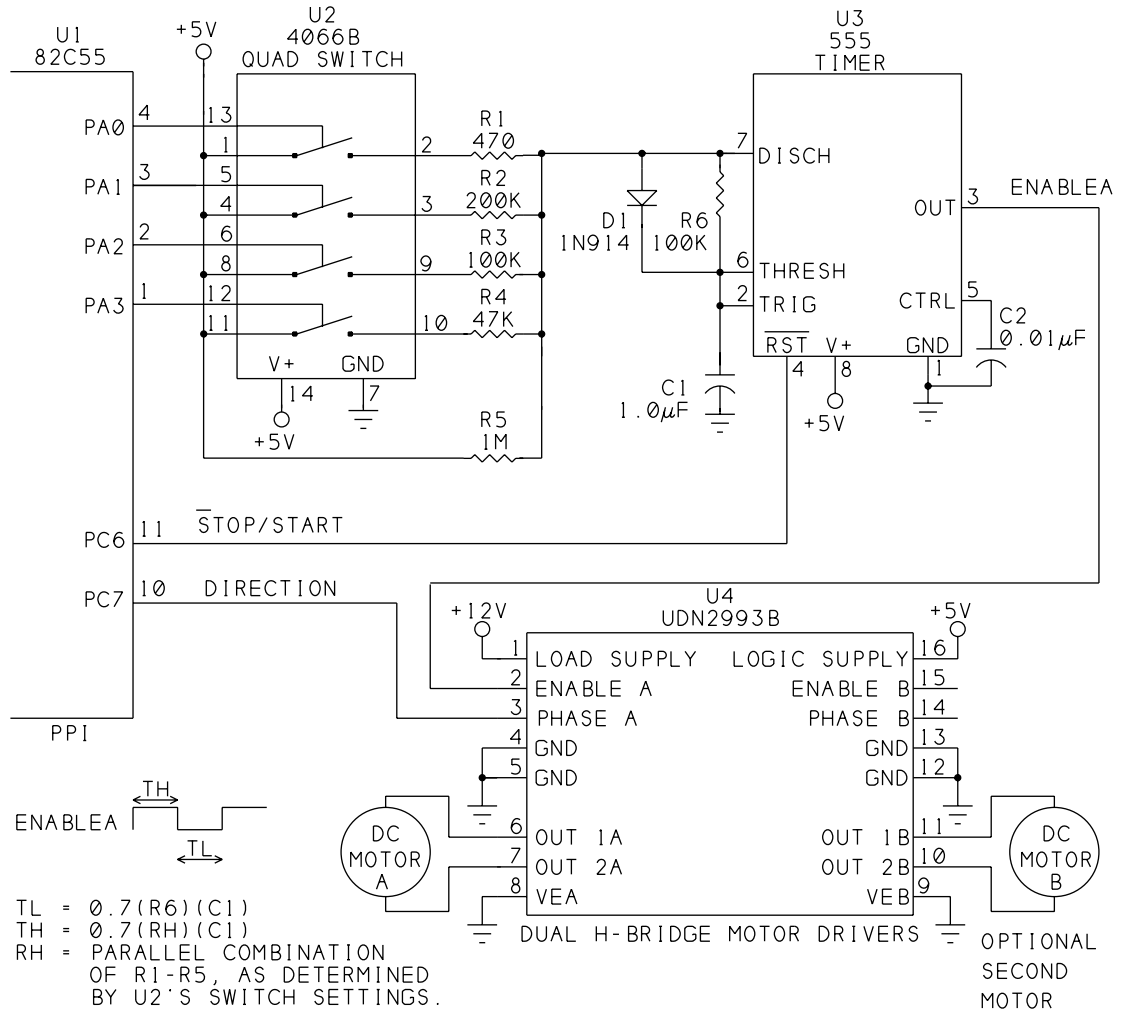 U1
82C55
+5V
U2
4066B
QUAD SWITCH
U3
555
TIMER
PA0
4
13
1
2
R1
470
PA1
3
5
4
3
R2
200K
PA2
2
6
8
9
R3
100K
PA3
1
12
11
10
R4
47K
V+
GND
14
7
+5V
R5
1M
7
DISCH
D1
1N914
R6
100K
6
THRESH
2
TRIG
OUT
3
ENABLEA
CTRL
5
C2
0.01µF
RST
V+
GND
4
8
1
+5V
C1
1.0µF
PC6
11
STOP/START
PC7
10
DIRECTION
PPI
U4
UDN2993B
+12V
+5V
1
LOAD SUPPLY
LOGIC SUPPLY
16
2
ENABLE A
ENABLE B
15
3
PHASE A
PHASE B
14
4
GND
GND
13
5
GND
GND
12
6
OUT 1A
OUT 1B
11
7
OUT 2A
OUT 2B
10
8
VEA
VEB
9
DC
MOTOR
A
DC
MOTOR
B
DUAL H-BRIDGE MOTOR DRIVERS
OPTIONAL
SECOND
MOTOR
TH
ENABLEA
TL
TL = 0.7(R6)(C1)
TH = 0.7(RH)(C1)
RH = PARALLEL COMBINATION
OF R1-R5, AS DETERMINED
BY U2'S SWITCH SETTINGS.